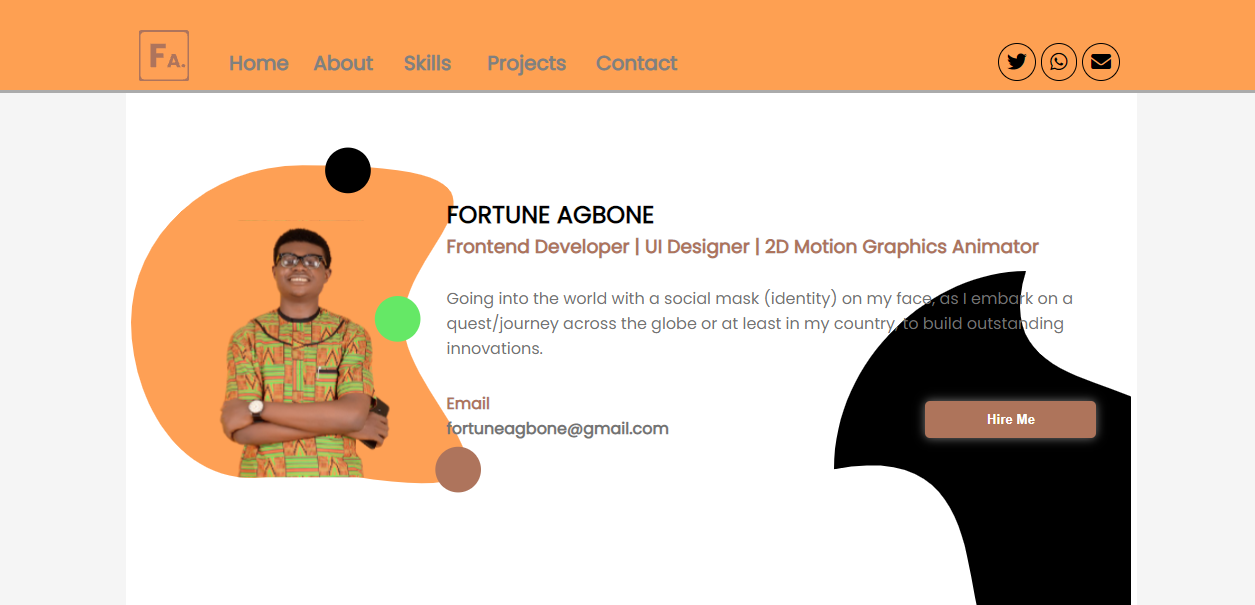 FA.
Home About Skills Projects Contact
FORTUNE AGBONE
Frontend Developer | UI Designer | 2D Motion Graphics Animator
Going into the world with a social mask (identity) on my face, as I embark on a
quest/journey across the globe or at least in my country, to build outstanding
innovations.
Email
fortuneagbone@gmail.com
Hire Me